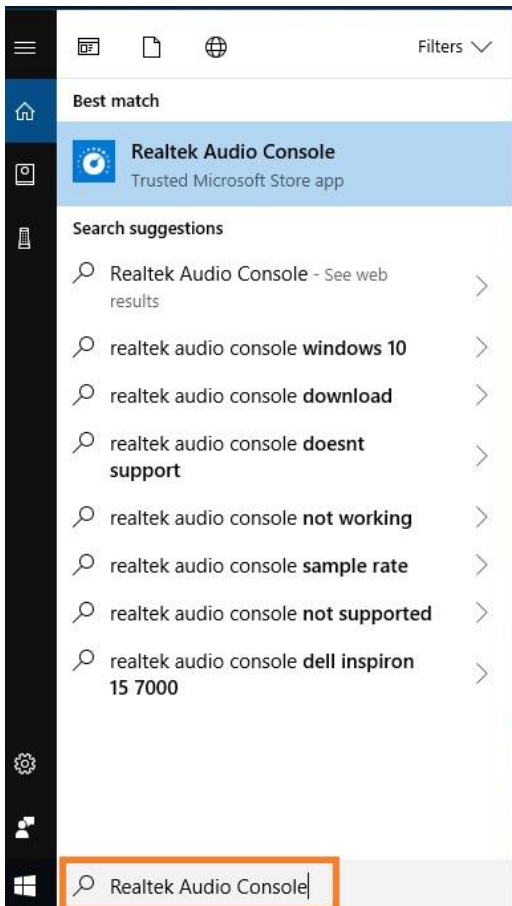 Filters
Best match
Realtek Audio Console
Trusted Microsoft Store app
Search suggestions
Realtek Audio Console - See web
results
realtek audio console windows 10
realtek audio console download
realtek audio console doesnt
support
realtek audio console not working
realtek audio console sample rate
realtek audio console not supported
realtek audio console dell inspiron
15 7000
Realtek Audio Console